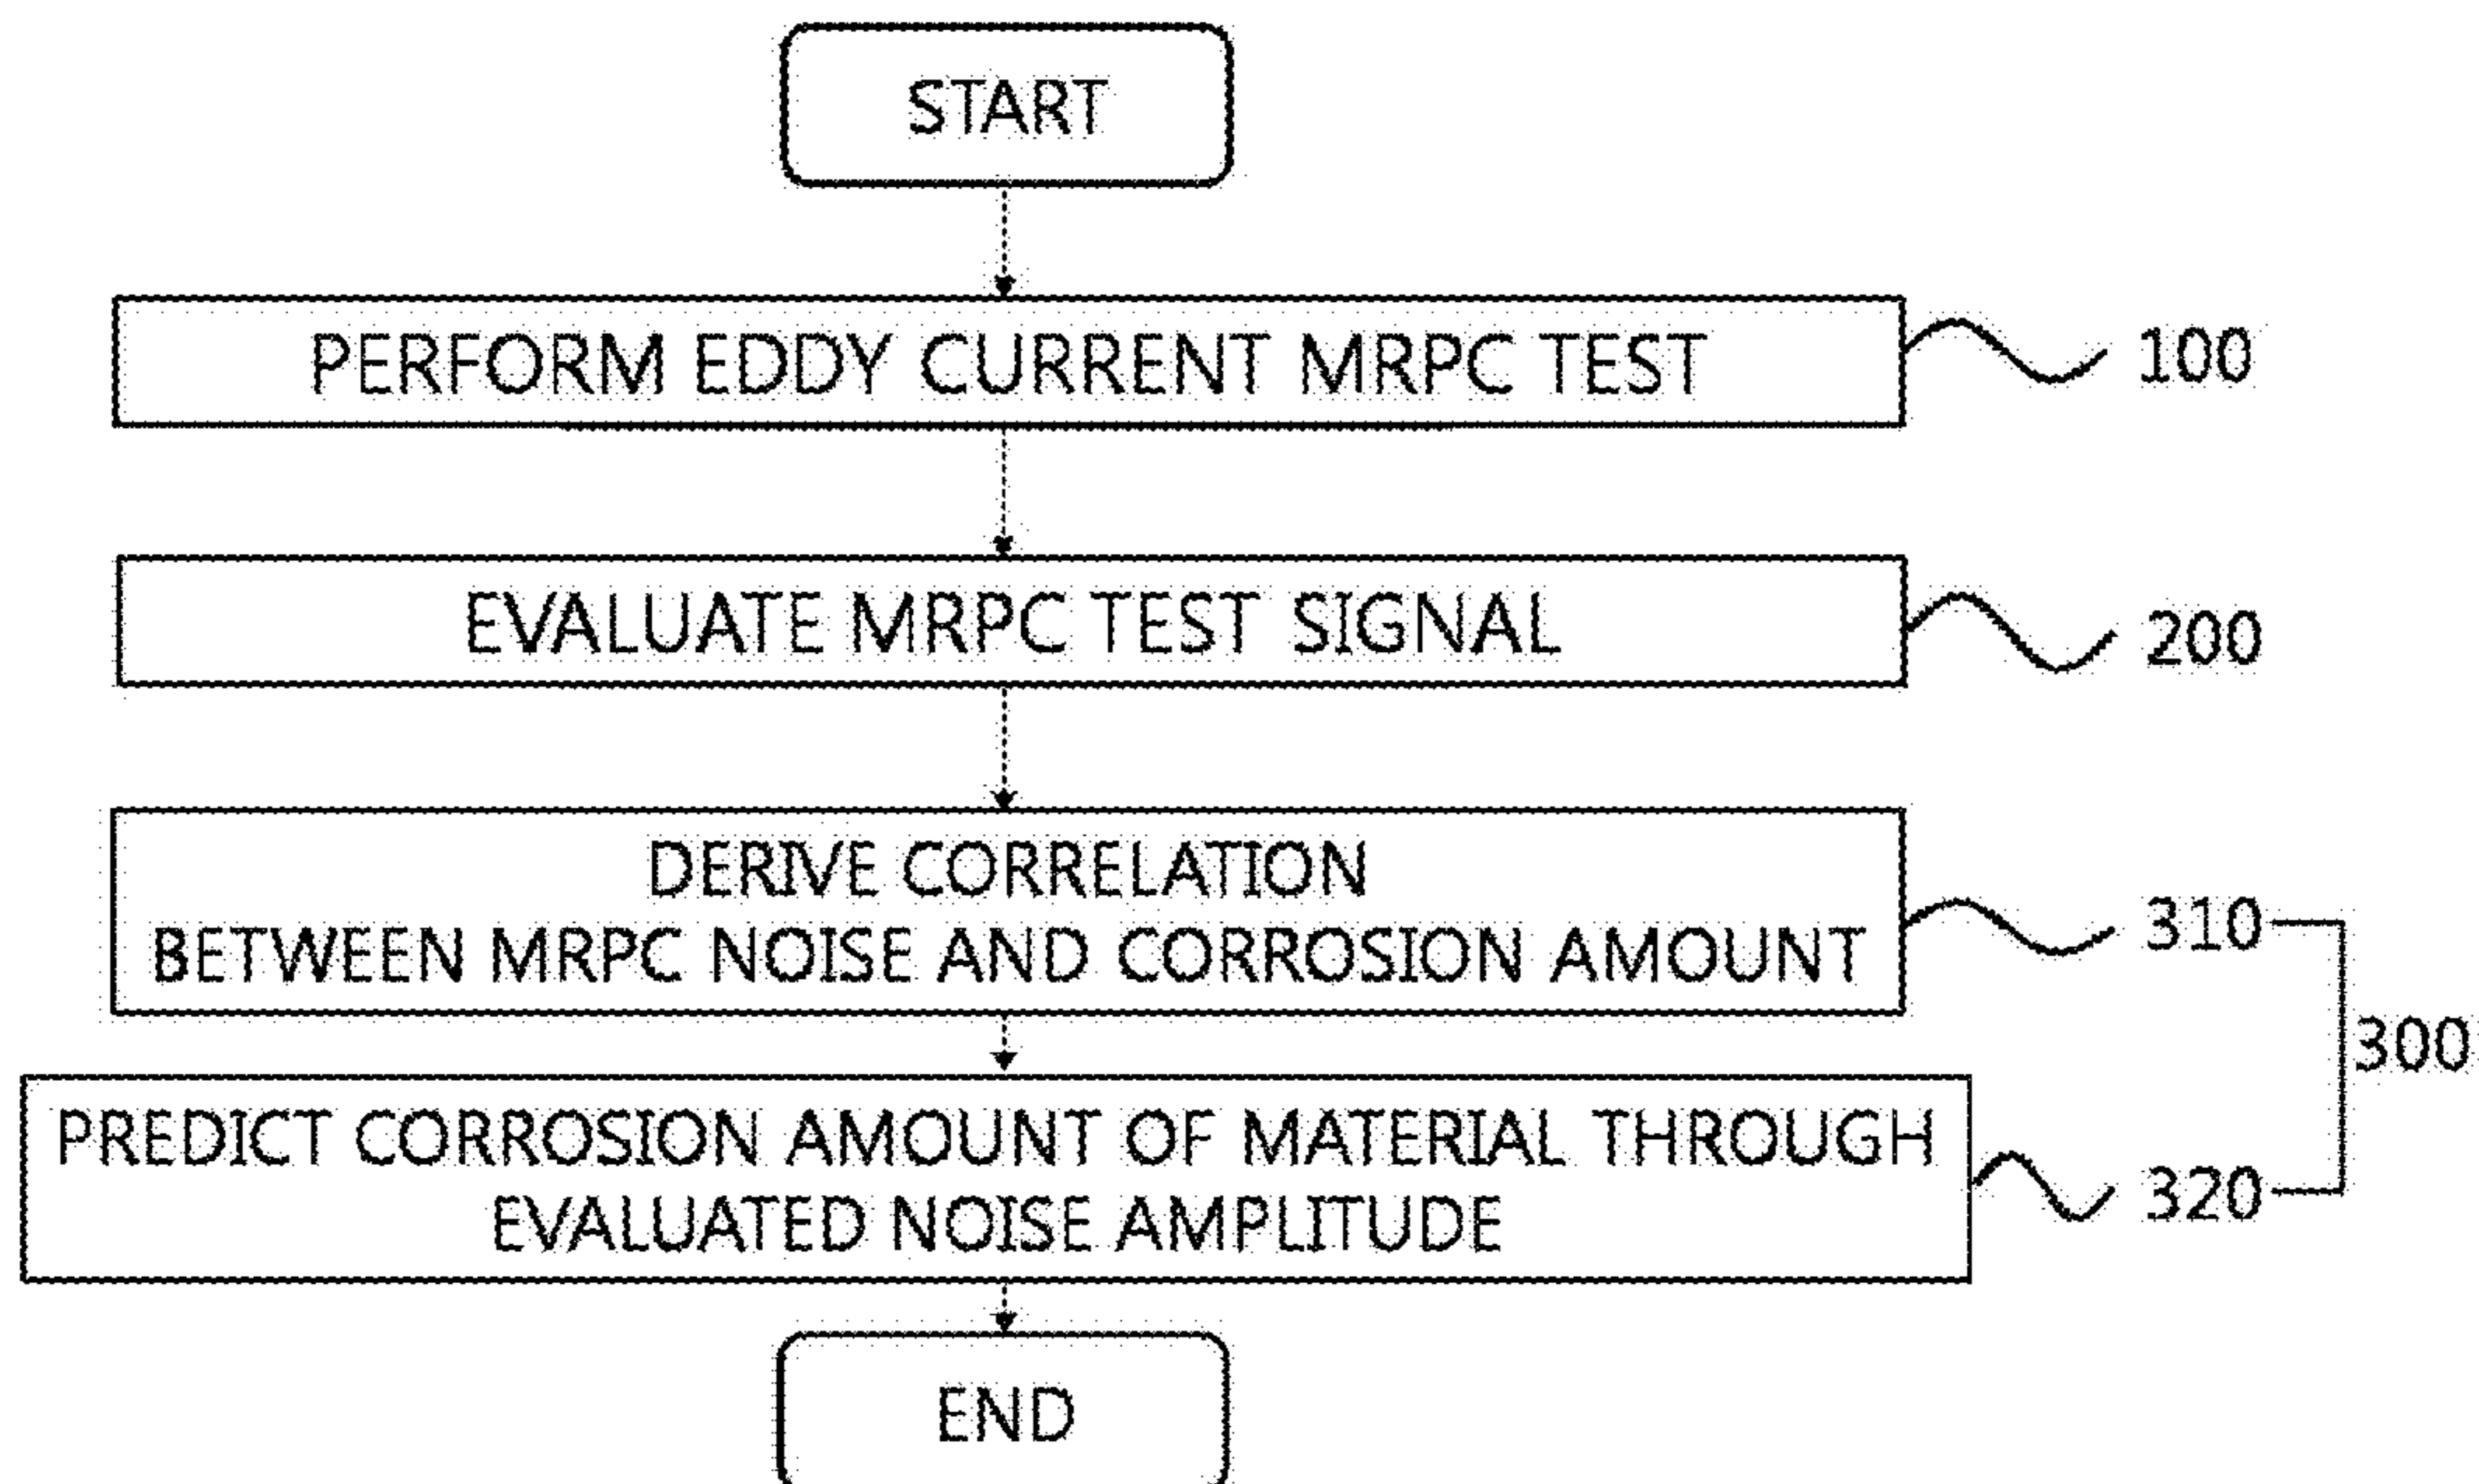 START
PERFORM EDDY CURRENT MRPC TEST
100
EVALUATE MRPC TEST SIGNAL
200
DERIVE CORRELATION
BETWEEN MRPC NOISE AND CORROSION AMOUNT
310
300
PREDICT CORROSION AMOUNT OF MATERIAL THROUGH
EVALUATED NOISE AMPLITUDE
320
END